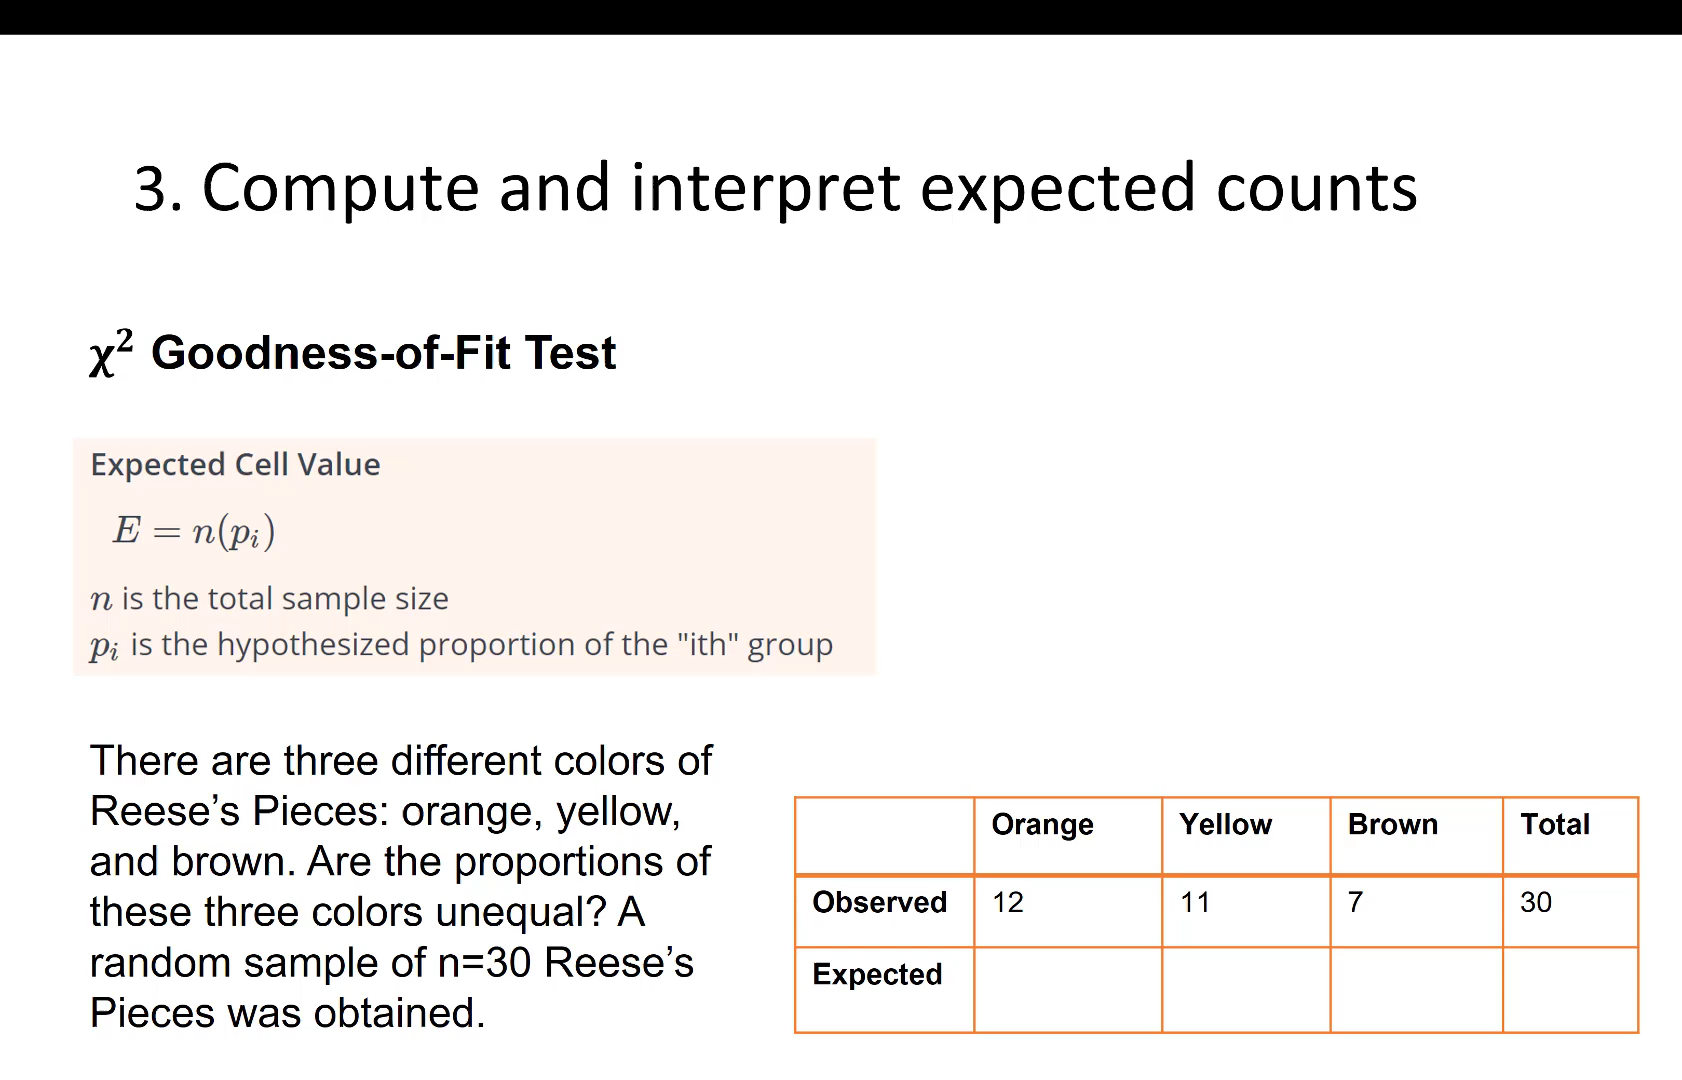 3. Compute and interpret expected counts
χ² Goodness-of-Fit Test
Expected Cell Value
E = n(pᵢ)
n is the total sample size
pᵢ is the hypothesized proportion of the "ith" group
There are three different colors of
Reese’s Pieces: orange, yellow,
and brown. Are the proportions of
these three colors unequal? A
random sample of n=30 Reese’s
Pieces was obtained.
Orange Yellow Brown Total
Observed 12 11 7 30
Expected